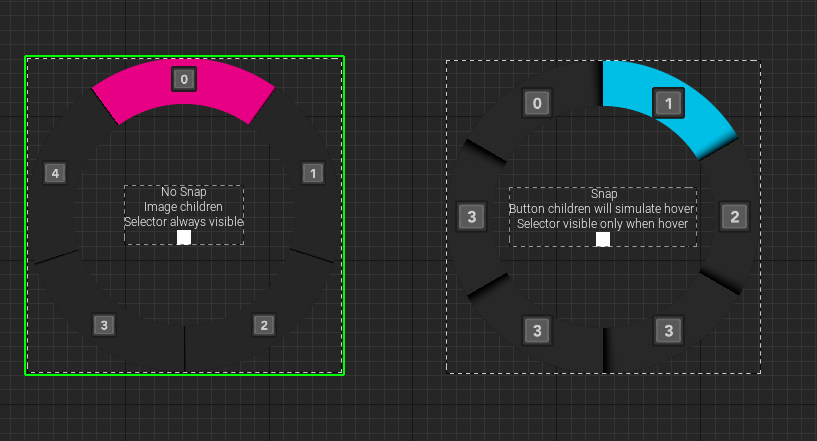 0
4
1
No Snap
Image children
Selector always visible
3
2
0
1
3
2
Snap
Button children will simulate hover
Selector visible only when hover
3
3